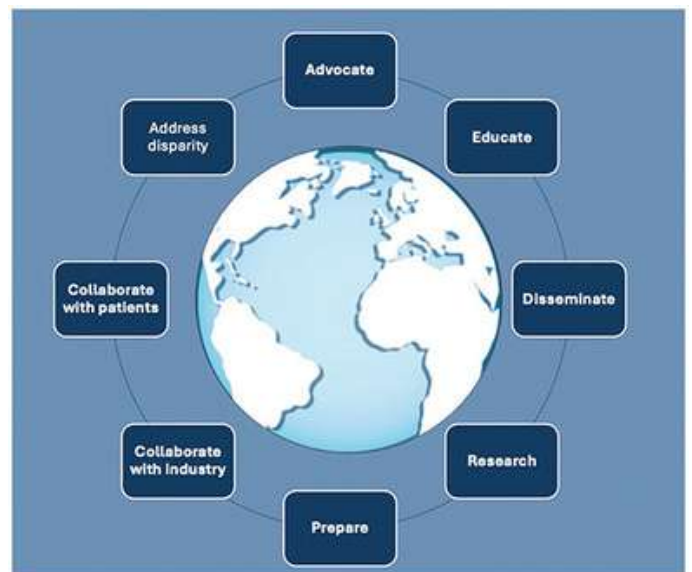 Advocate
Educate
Disseminate
Research
Prepare
Collaborate
with industry
Collaborate
with patients
Address
disparity